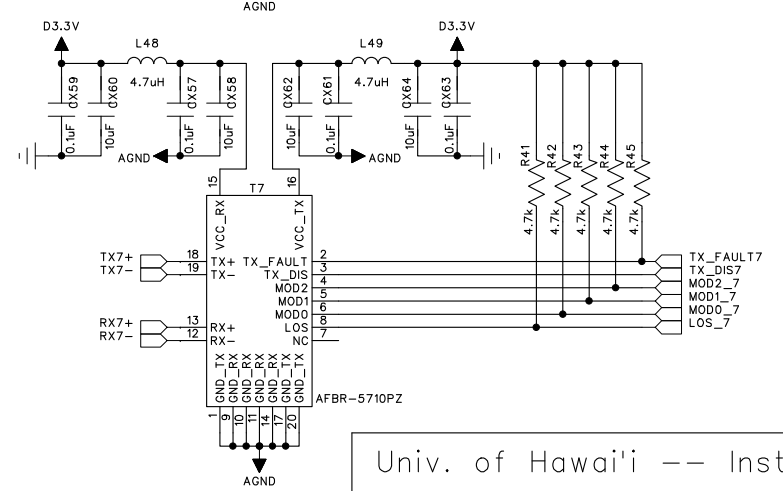 AGND
D3.3V
L48
4.7uH
CX59
0.1uF
CX60
10uF
CX57
0.1uF
CX58
10uF
AGND
D3.3V
L49
4.7uH
CX62
10uF
CX61
0.1uF
CX64
10uF
CX63
0.1uF
AGND
R41
4.7k
R42
4.7k
R43
4.7k
R44
4.7k
R45
4.7k
15
16
T7
VCC_RX
VCC_TX
TX7+
18
TX+
TX_FAULT
2
TX_FAULT7
TX7-
19
TX-
TX_DIS
3
TX_DIS7
MOD2
4
MOD2_7
MOD1
5
MOD1_7
MOD0
6
MOD0_7
RX7+
13
RX+
LOS
8
LOS_7
RX7-
12
RX-
NC
7
GND_TX
GND_RX
GND_RX
GND_RX
GND_RX
GND_TX
GND_TX
AFBR-5710PZ
1
9
10
11
14
17
20
AGND
Univ. of Hawai'i -- Inst